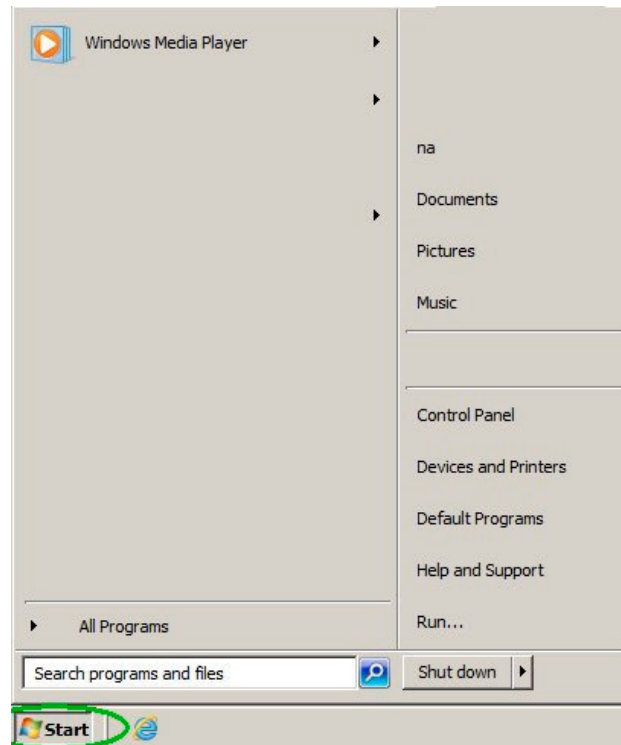 Windows Media Player
All Programs
Search programs and files
na
Documents
Pictures
Music
Control Panel
Devices and Printers
Default Programs
Help and Support
Run...
Shut down
Start